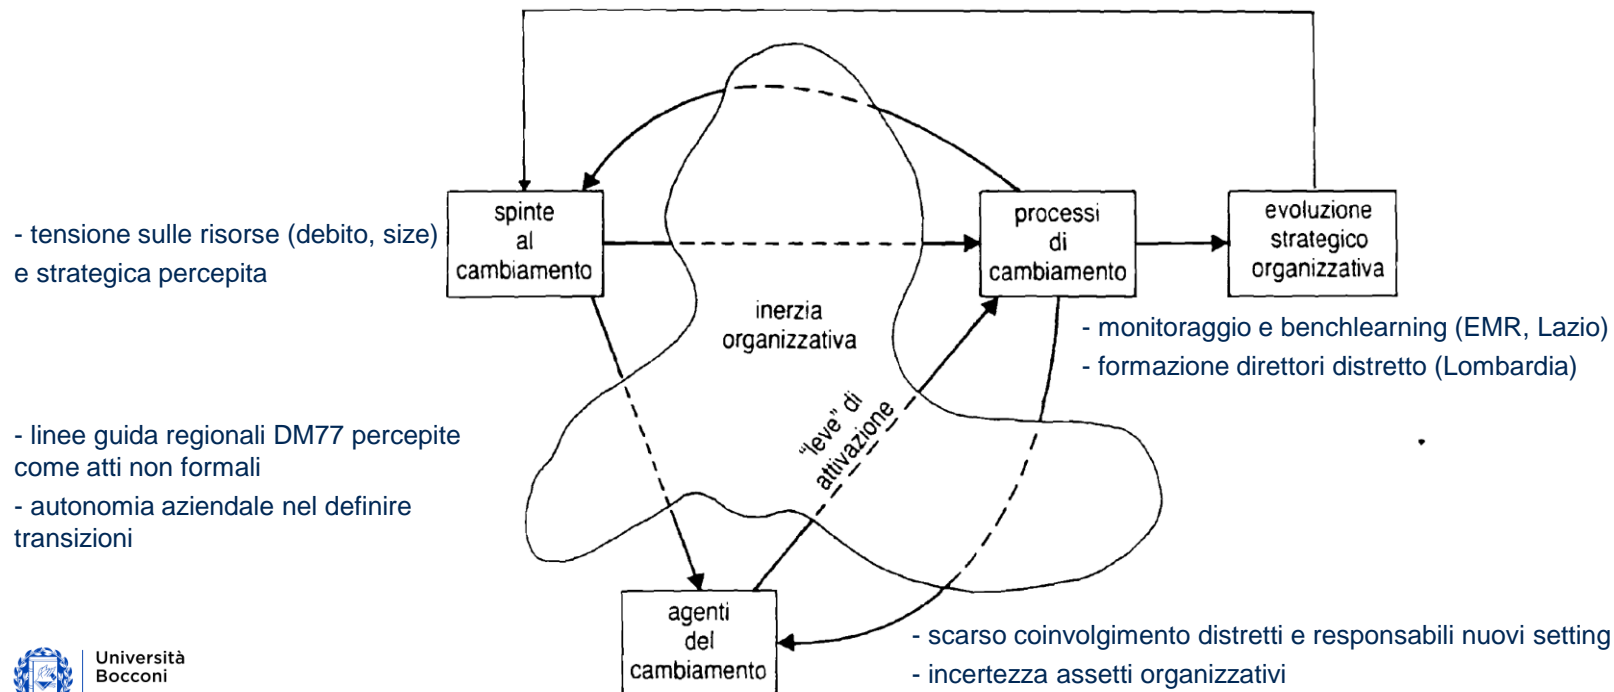 spinte
al
cambiamento
processi
di
cambiamento
evoluzione
strategico
organizzativa
- tensione sulle risorse (debito, size)
e strategica percepita
inerzia
organizzativa
- monitoraggio e benchlearning (EMR, Lazio)
- formazione direttori distretto (Lombardia)
"leve" di
attivazione
- linee guida regionali DM77 percepite
come atti non formali
- autonomia aziendale nel definire
transizioni
agenti
del
cambiamento
- scarso coinvolgimento distretti e responsabili nuovi setting
- incertezza assetti organizzativi
Università
Bocconi